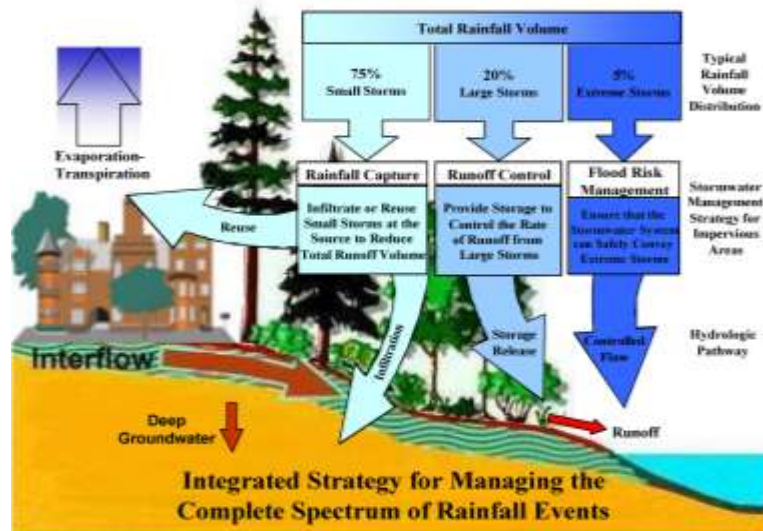 Total Rainfall Volume
75%
Small Storms
20%
Large Storms
5%
Extreme Storms
Typical
Rainfall
Volume
Distribution
Evaporation-
Transpiration
Rainfall Capture
Infiltrate or Reuse
Small Storms at the
Source to Reduce
Total Runoff Volume
Runoff Control
Provide Storage to
Control the Rate
of Runoff from
Large Storms
Flood Risk
Management
Ensure that the
Stormwater System
can Safely Convey
Extreme Storms
Stormwater
Management
Strategy for
Impervious
Areas
Reuse
Infiltration
Storage
Release
Controlled
Flow
Hydrologic
Pathway
Interflow
Deep
Groundwater
Runoff
Integrated Strategy for Managing the
Complete Spectrum of Rainfall Events